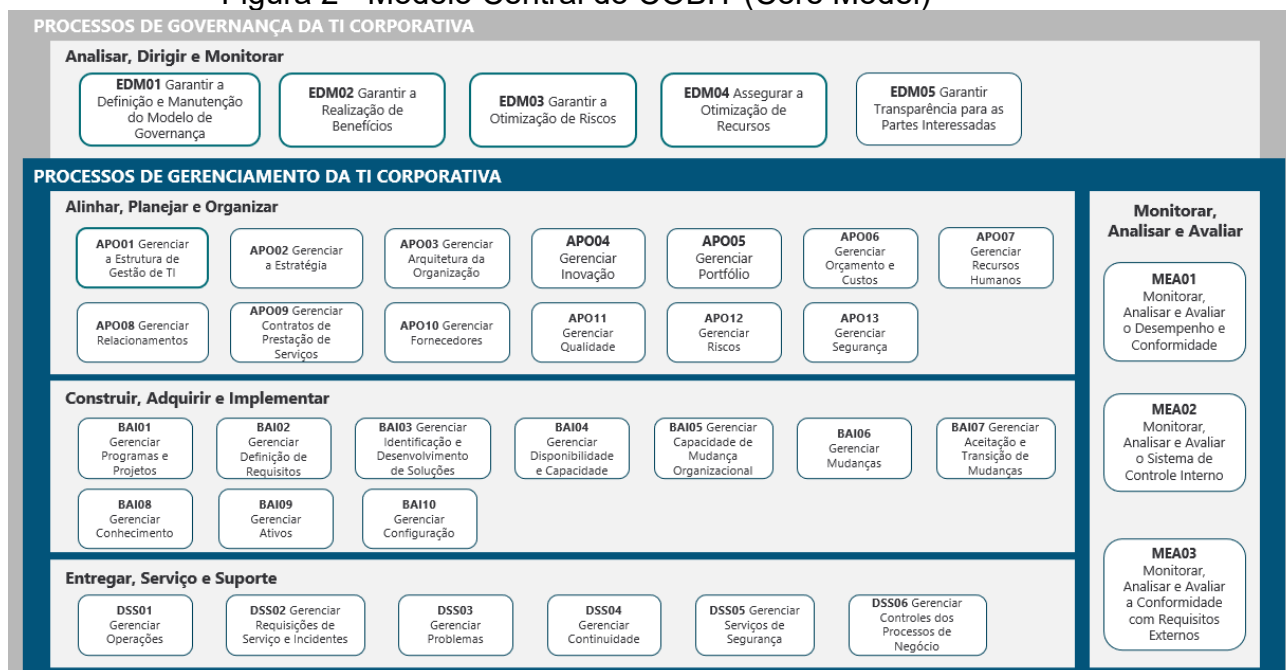 Figura 2 - Modelo Central do COBIT (Core Model)
PROCESSOS DE GOVERNANÇA DA TI CORPORATIVA
Analisar, Dirigir e Monitorar
EDM01 Garantir a
Definição e Manutenção
do Modelo de
Governança
EDM02 Garantir a
Realização de
Benefícios
EDM03 Garantir a
Otimização de Riscos
EDM04 Assegurar a
Otimização de
Recursos
EDM05 Garantir
Transparência para as
Partes Interessadas
PROCESSOS DE GERENCIAMENTO DA TI CORPORATIVA
Alinhar, Planejar e Organizar
APO01 Gerenciar
a Estrutura de
Gestão de TI
APO02 Gerenciar
a Estratégia
APO03 Gerenciar
Arquitetura da
Organização
APO04
Gerenciar
Inovação
APO05
Gerenciar
Portfólio
APO06
Gerenciar
Orçamento e
Custos
APO07
Gerenciar
Recursos
Humanos
APO08 Gerenciar
Relacionamentos
APO09 Gerenciar
Contratos de
Prestação de
Serviços
APO10 Gerenciar
Fornecedores
APO11
Gerenciar
Qualidade
APO12
Gerenciar
Riscos
APO13
Gerenciar
Segurança
Construir, Adquirir e Implementar
BAI01
Gerenciar
Programas e
Projetos
BAI02
Gerenciar
Definição de
Requisitos
BAI03 Gerenciar
Identificação e
Desenvolvimento
de Soluções
BAI04
Gerenciar
Disponibilidade
e Capacidade
BAI05 Gerenciar
Capacidade de
Mudança
Organizacional
BAI06
Gerenciar
Mudanças
BAI07 Gerenciar
Aceitação e
Transição de
Mudanças
BAI08
Gerenciar
Conhecimento
BAI09
Gerenciar
Ativos
BAI10
Gerenciar
Configuração
Entregar, Serviço e Suporte
DSS01
Gerenciar
Operações
DSS02 Gerenciar
Requisições de
Serviço e Incidentes
DSS03
Gerenciar
Problemas
DSS04
Gerenciar
Continuidade
DSS05 Gerenciar
Serviços de
Segurança
DSS06 Gerenciar
Controles dos
Processos de
Negócio
Monitorar,
Analisar e Avaliar
MEA01
Monitorar,
Analisar e Avaliar
o Desempenho e
Conformidade
MEA02
Monitorar,
Analisar e Avaliar
o Sistema de
Controle Interno
MEA03
Monitorar,
Analisar e Avaliar
a Conformidade
com Requisitos
Externos